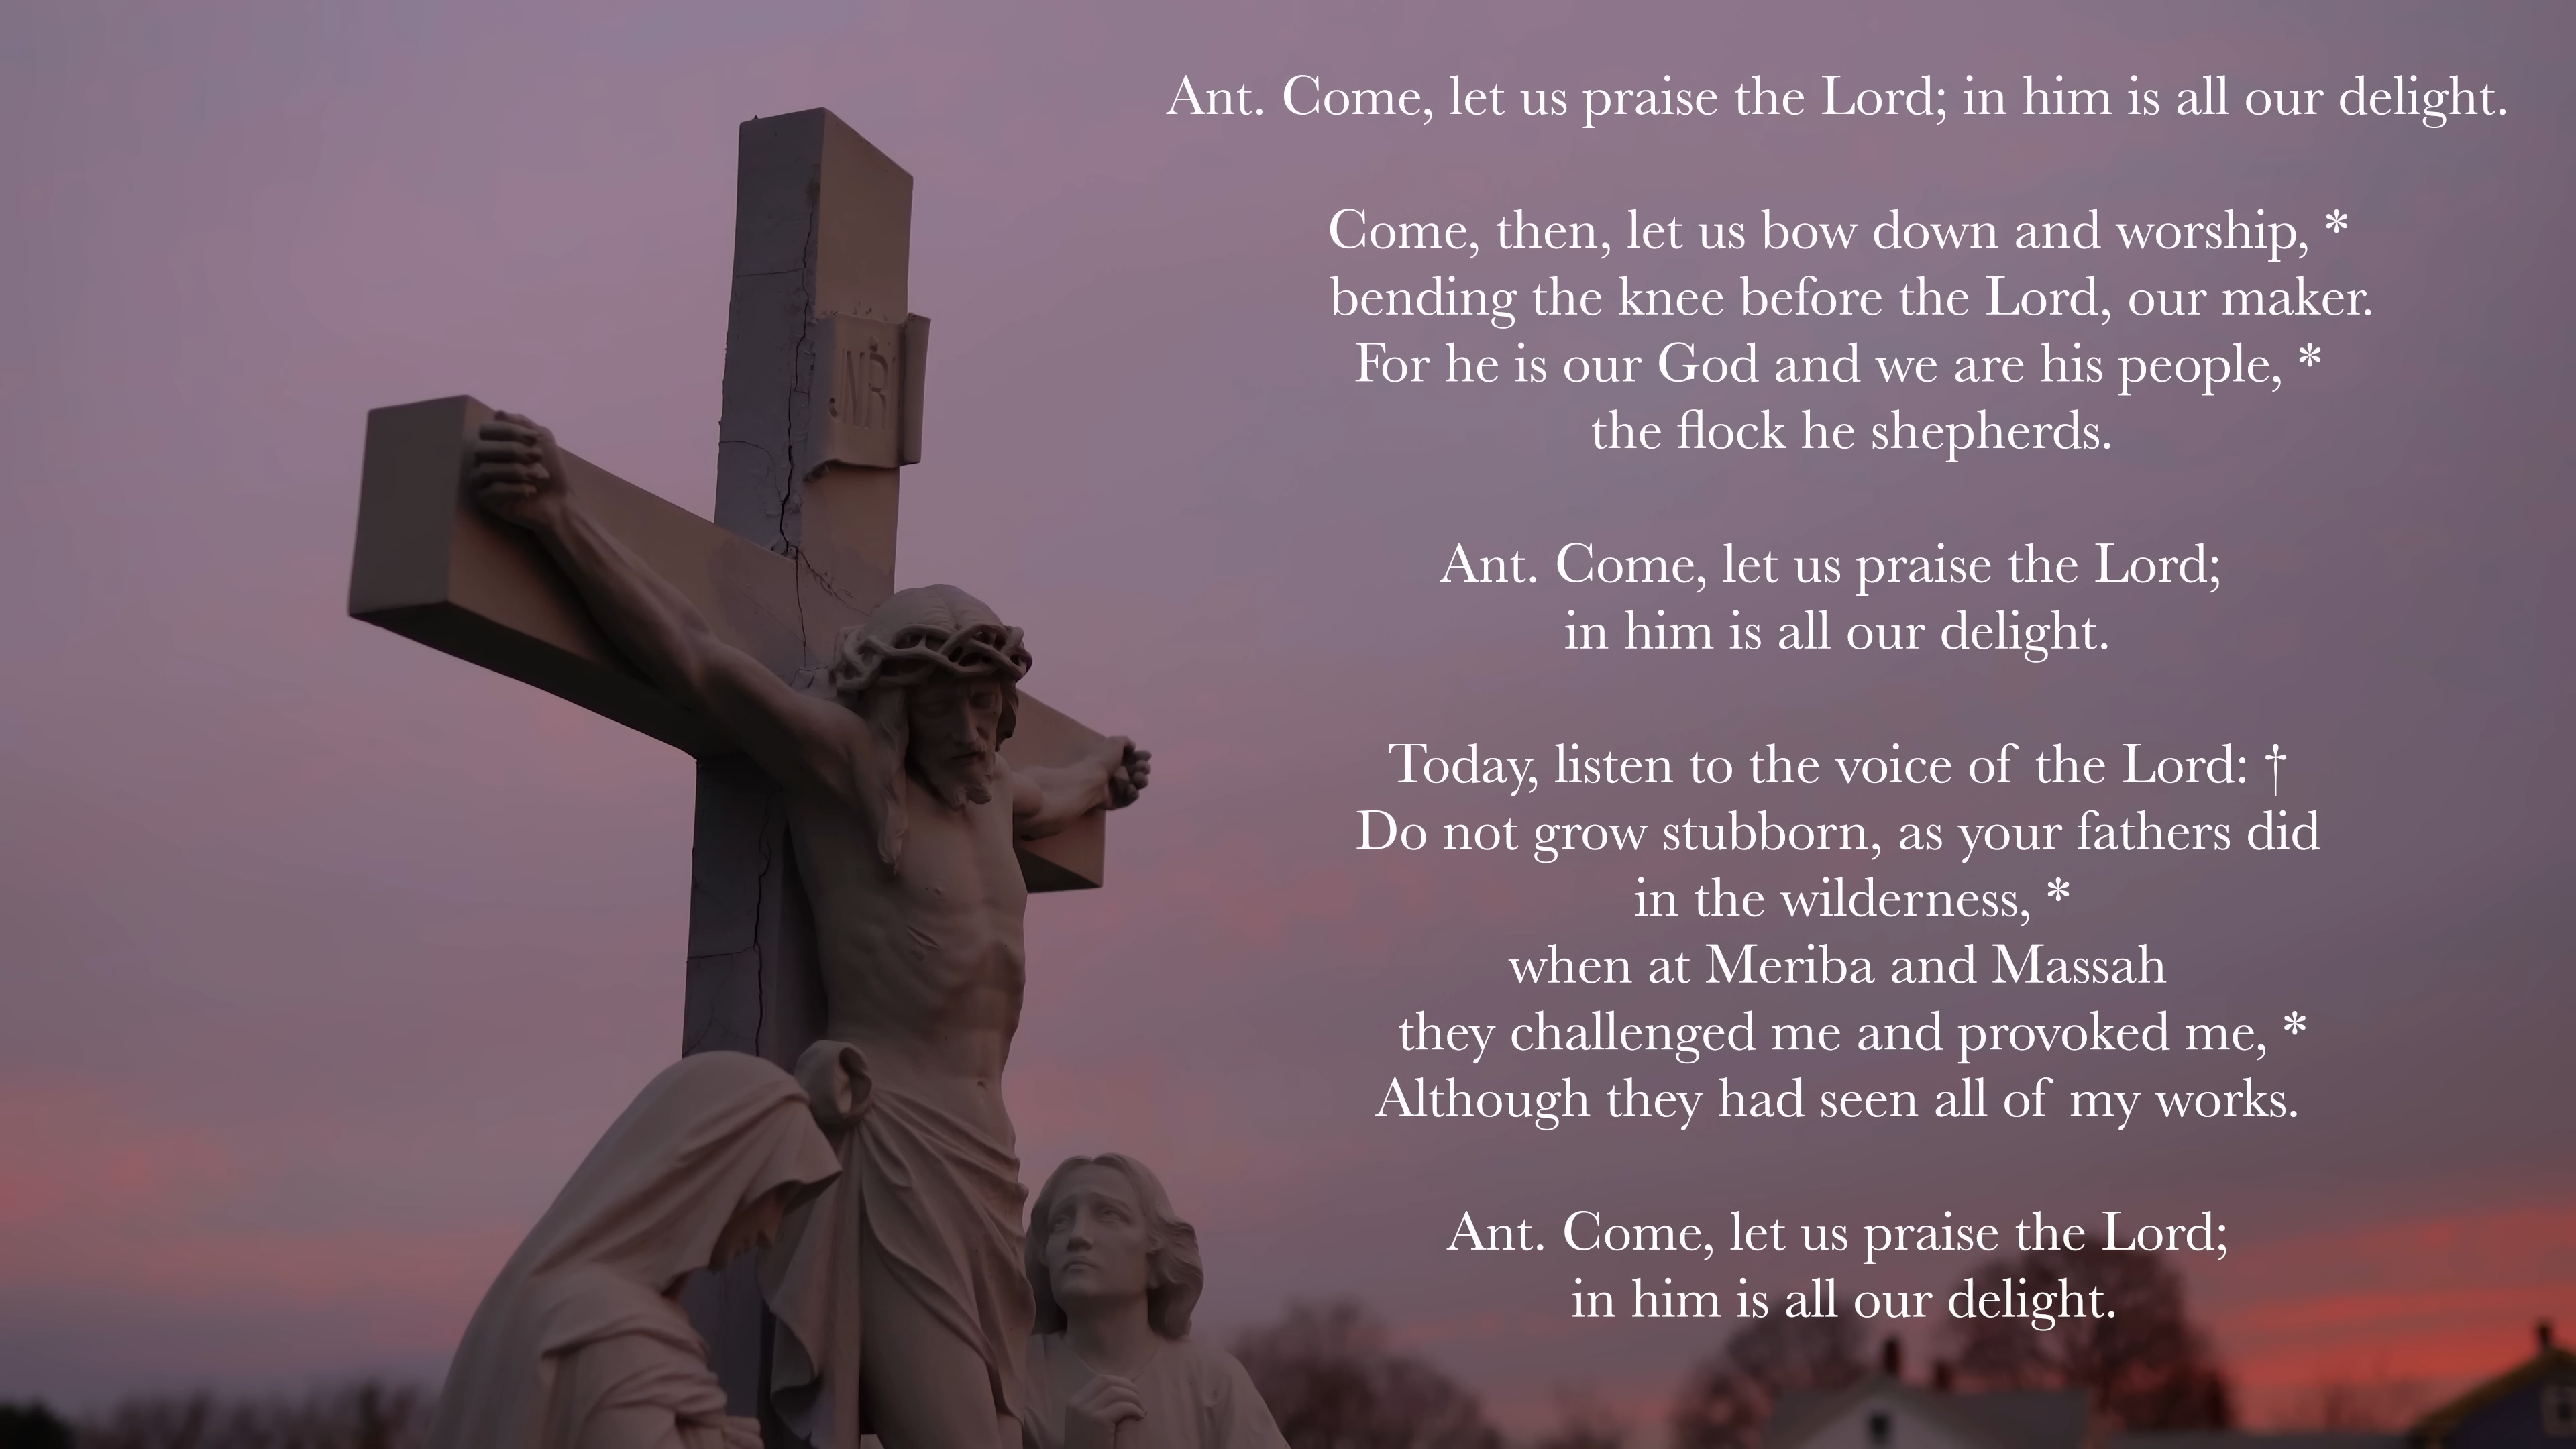 Ant. Come, let us praise the Lord; in him is all our delight.
Come, then, let us bow down and worship, *
bending the knee before the Lord, our maker.
For he is our God and we are his people, *
the flock he shepherds.
Ant. Come, let us praise the Lord;
in him is all our delight.
Today, listen to the voice of the Lord: †
Do not grow stubborn, as your fathers did
in the wilderness, *
when at Meriba and Massah
they challenged me and provoked me, *
Although they had seen all of my works.
Ant. Come, let us praise the Lord;
in him is all our delight.
INRI